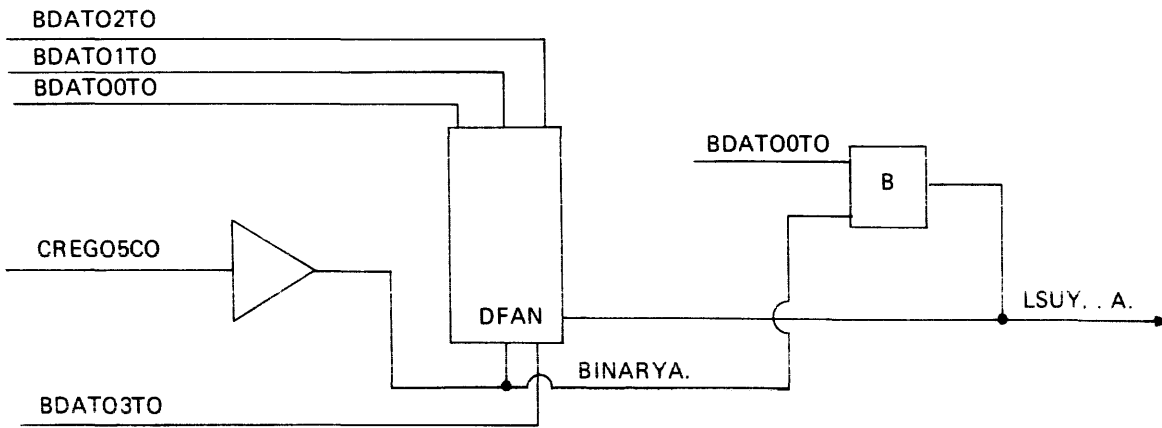 BDATO2TO
BDATO1TO
BDATO0TO
BDATO0TO
B
CREGO5CO
DFAN
LSUY. . A.
BINARYA.
BDATO3TO